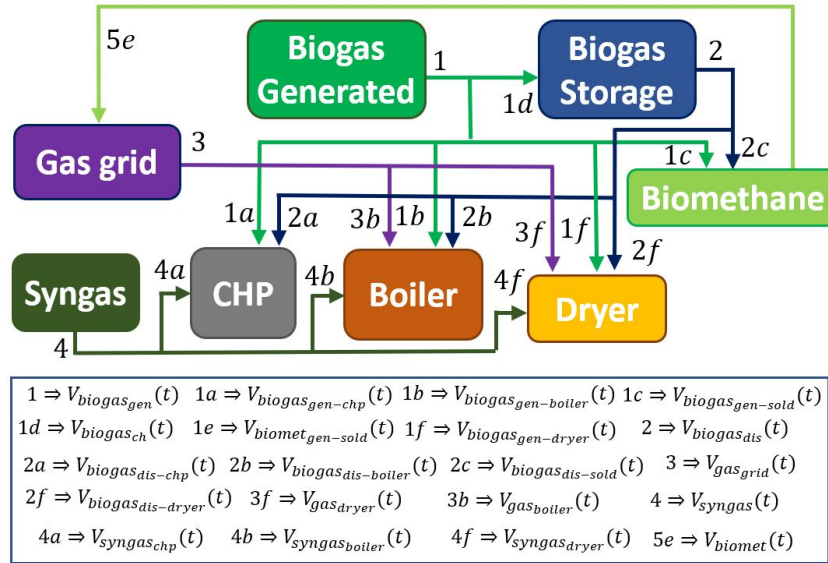 5e
Biogas
Generated
1
1d
Biogas
Storage
2
Gas grid
3
1c
2c
Biomethane
1a
2a
3b
1b
2b
3f
1f
2f
Syngas
4a
CHP
4b
Boiler
4f
Dryer
4
1 ⇒ V_{biogas_{gen}}(t) 1a ⇒ V_{biogas_{gen-chp}}(t) 1b ⇒ V_{biogas_{gen-boiler}}(t) 1c ⇒ V_{biogas_{gen-sold}}(t)
1d ⇒ V_{biogas_{ch}}(t) 1e ⇒ V_{biomet_{gen-sold}}(t) 1f ⇒ V_{biogas_{gen-dryer}}(t) 2 ⇒ V_{biogas_{dis}}(t)
2a ⇒ V_{biogas_{dis-chp}}(t) 2b ⇒ V_{biogas_{dis-boiler}}(t) 2c ⇒ V_{biogas_{dis-sold}}(t) 3 ⇒ V_{gas_{grid}}(t)
2f ⇒ V_{biogas_{dis-dryer}}(t) 3f ⇒ V_{gas_{dryer}}(t) 3b ⇒ V_{gas_{boiler}}(t) 4 ⇒ V_{syngas}(t)
4a ⇒ V_{syngas_{chp}}(t) 4b ⇒ V_{syngas_{boiler}}(t) 4f ⇒ V_{syngas_{dryer}}(t) 5e ⇒ V_{biomet}(t)